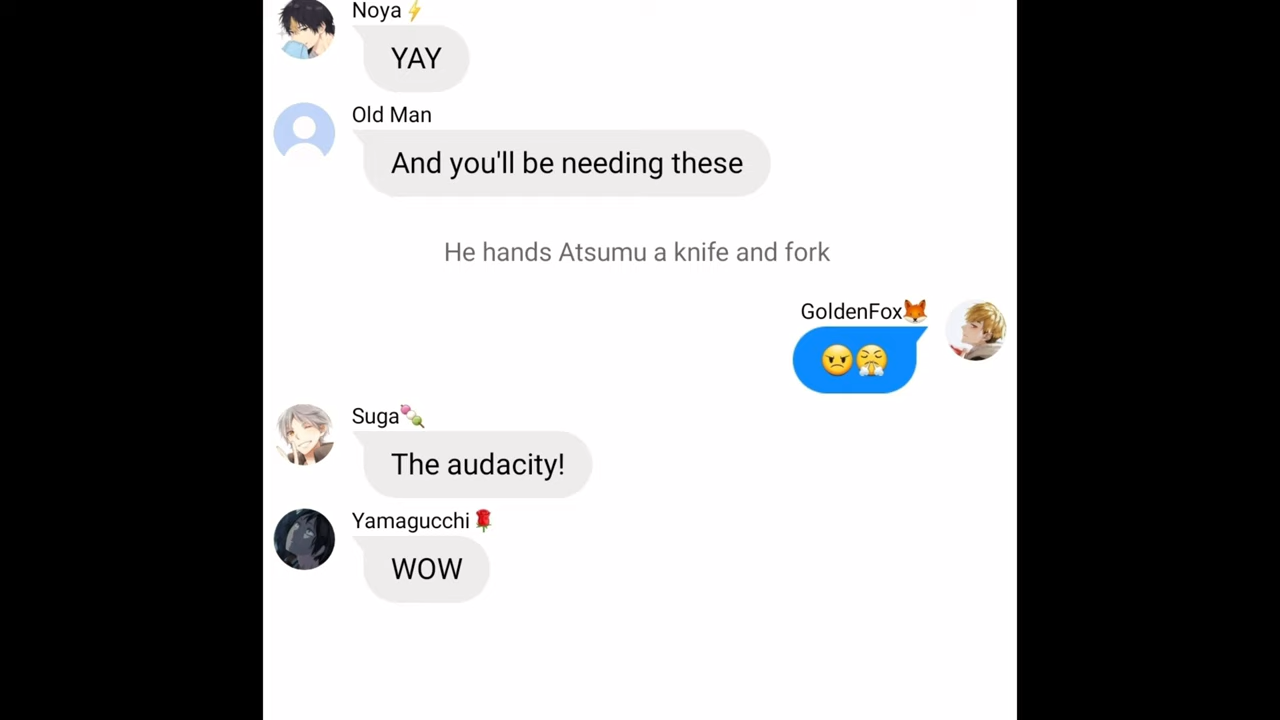 Noya⚡
YAY
Old Man
And you'll be needing these
He hands Atsumu a knife and fork
GoldenFox🦊
😠😤
Suga🍡
The audacity!
Yamagucchi🌹
WOW